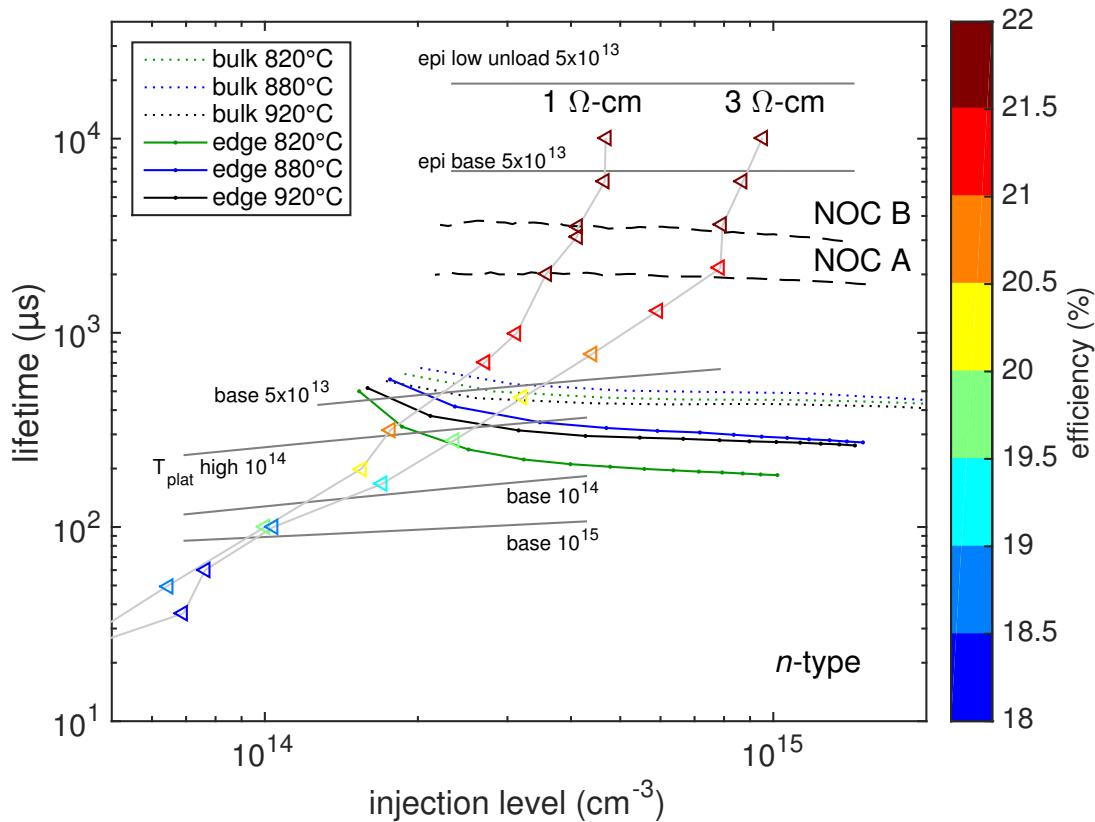 bulk 820°C
bulk 880°C
bulk 920°C
edge 820°C
edge 880°C
edge 920°C
epi low unload 5x10^13
1 Ω-cm
3 Ω-cm
epi base 5x10^13
NOC B
NOC A
base 5x10^13
T_plat high 10^14
base 10^14
base 10^15
n-type
10^4
10^3
10^2
10^1
lifetime (µs)
10^14
10^15
injection level (cm^-3)
22
21.5
21
20.5
20
19.5
19
18.5
18
efficiency (%)